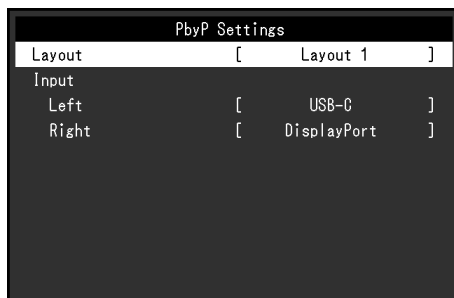 PbyP Settings
Layout [ Layout 1 ]
Input
Left [ USB-C ]
Right [ DisplayPort ]